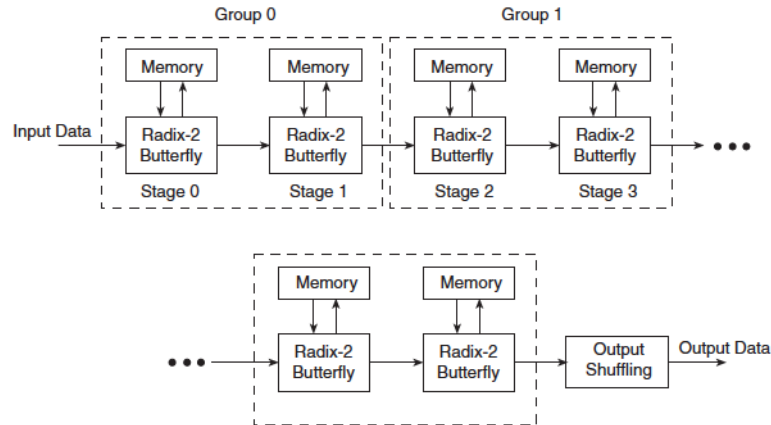 Group 0
Group 1
Memory
Memory
Memory
Memory
Input Data
Radix-2
Butterfly
Radix-2
Butterfly
Radix-2
Butterfly
Radix-2
Butterfly
Stage 0
Stage 1
Stage 2
Stage 3
Memory
Memory
Radix-2
Butterfly
Radix-2
Butterfly
Output
Shuffling
Output Data